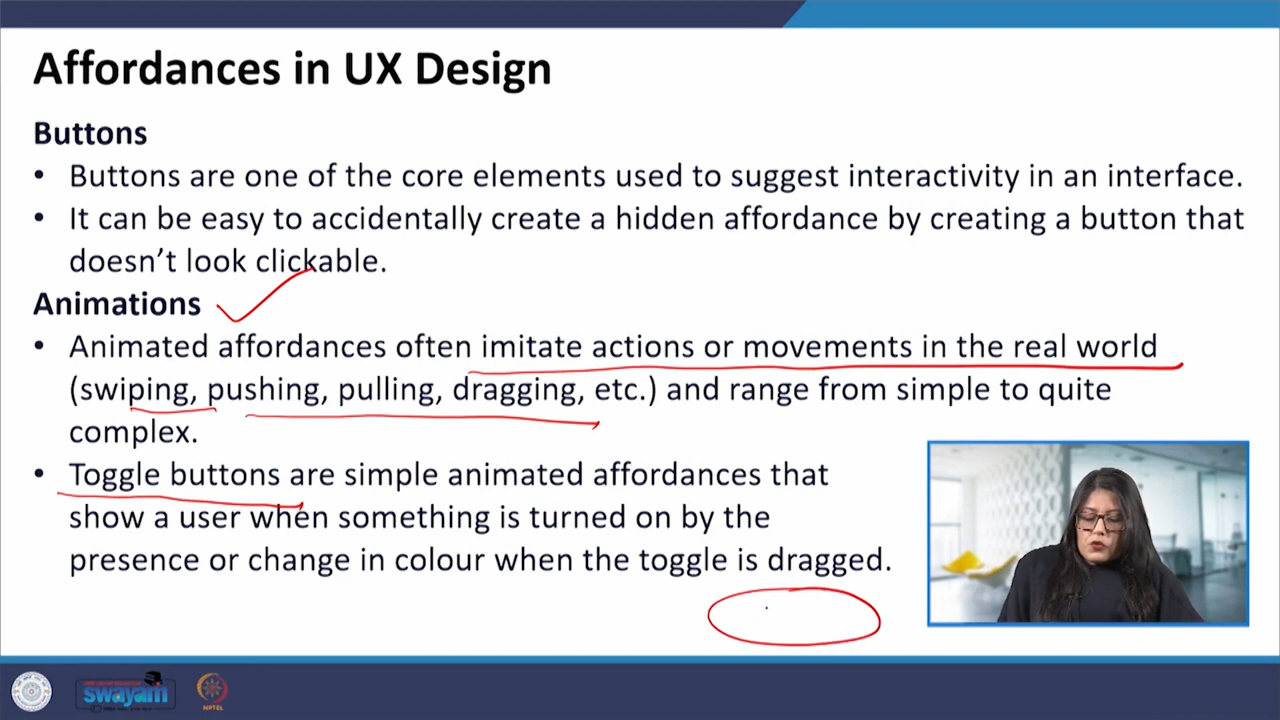 Affordances in UX Design
Buttons
• Buttons are one of the core elements used to suggest interactivity in an interface.
• It can be easy to accidentally create a hidden affordance by creating a button that
doesn't look clickable.
Animations
• Animated affordances often imitate actions or movements in the real world
(swiping, pushing, pulling, dragging, etc.) and range from simple to quite
complex.
• Toggle buttons are simple animated affordances that
show a user when something is turned on by the
presence or change in colour when the toggle is dragged.
swayam
NPTEL